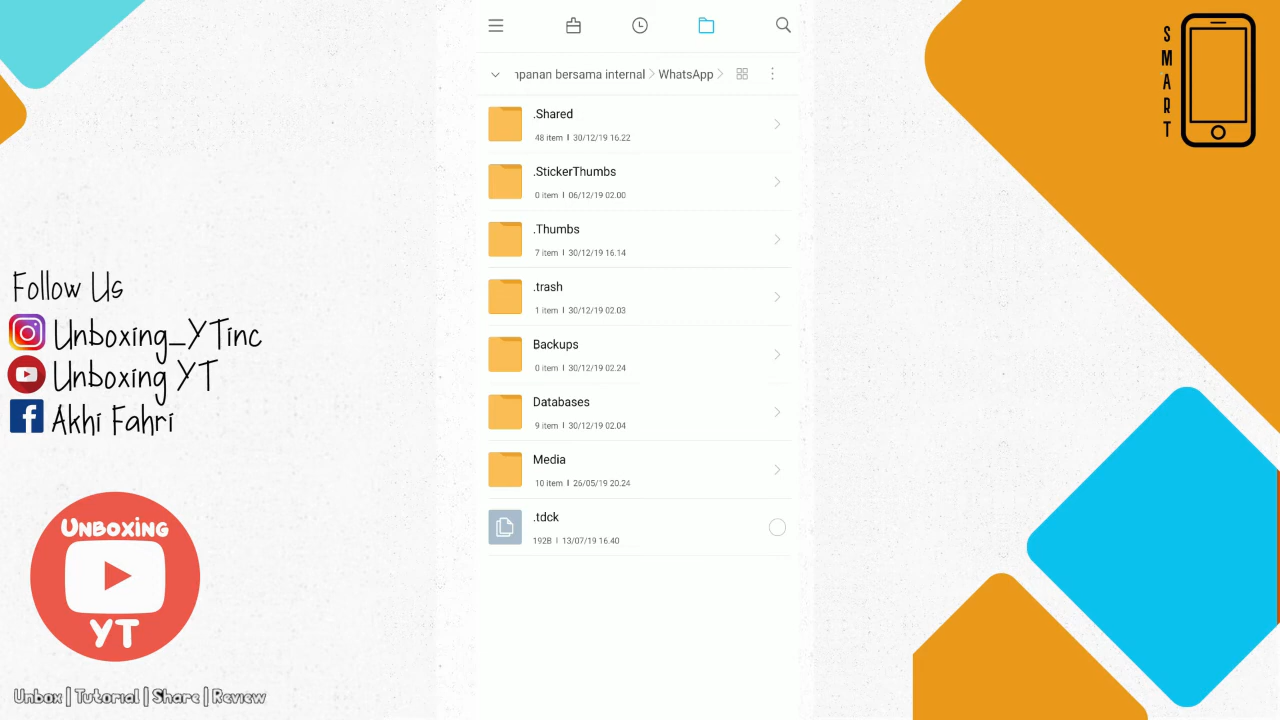 npanan bersama internal WhatsApp
.Shared
48 item | 30/12/19 16.22
.StickerThumbs
0 item | 06/12/19 02.00
.Thumbs
7 item | 30/12/19 16.14
.trash
1 item | 30/12/19 02.03
Backups
0 item | 30/12/19 02.24
Databases
9 item | 30/12/19 02.04
Media
10 item | 26/05/19 20.24
.tdck
192B | 13/07/19 16.40
Follow Us
Unboxing_YTinc
Unboxing YT
Akhi Fahri
UNBOXING
YT
Unbox | Tutorial | Share | Review
SMART